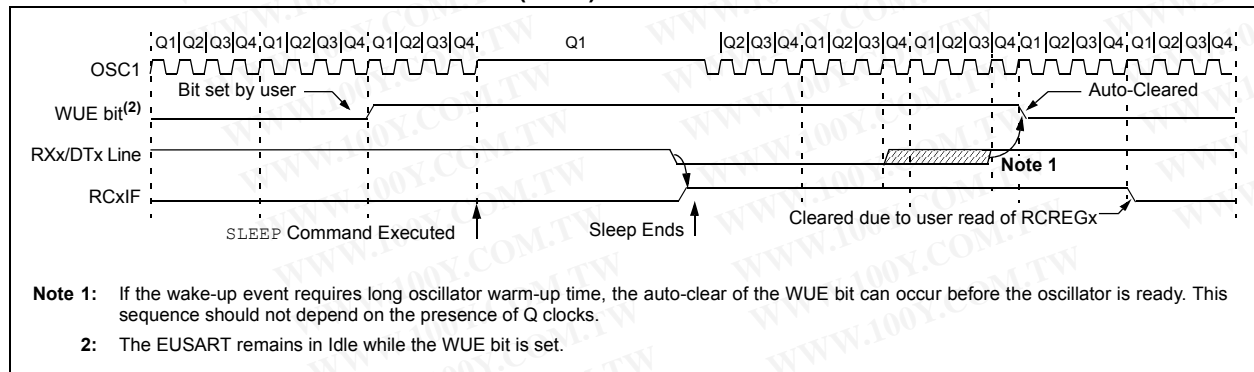 Q1 Q2 Q3 Q4 Q1 Q2 Q3 Q4 Q1 Q2 Q3 Q4 Q1 Q2 Q3 Q4 Q1 Q2 Q3 Q4 Q1 Q2 Q3 Q4 Q1 Q2 Q3 Q4 Q1 Q2 Q3 Q4
OSC1
Bit set by user
Auto-Cleared
WUE bit(2)
RXx/DTx Line
Note 1
RCxIF
Cleared due to user read of RCREGx
SLEEP Command Executed
Sleep Ends
Note 1: If the wake-up event requires long oscillator warm-up time, the auto-clear of the WUE bit can occur before the oscillator is ready. This
sequence should not depend on the presence of Q clocks.
2: The EUSART remains in Idle while the WUE bit is set.
WWW.100Y.COM.TW